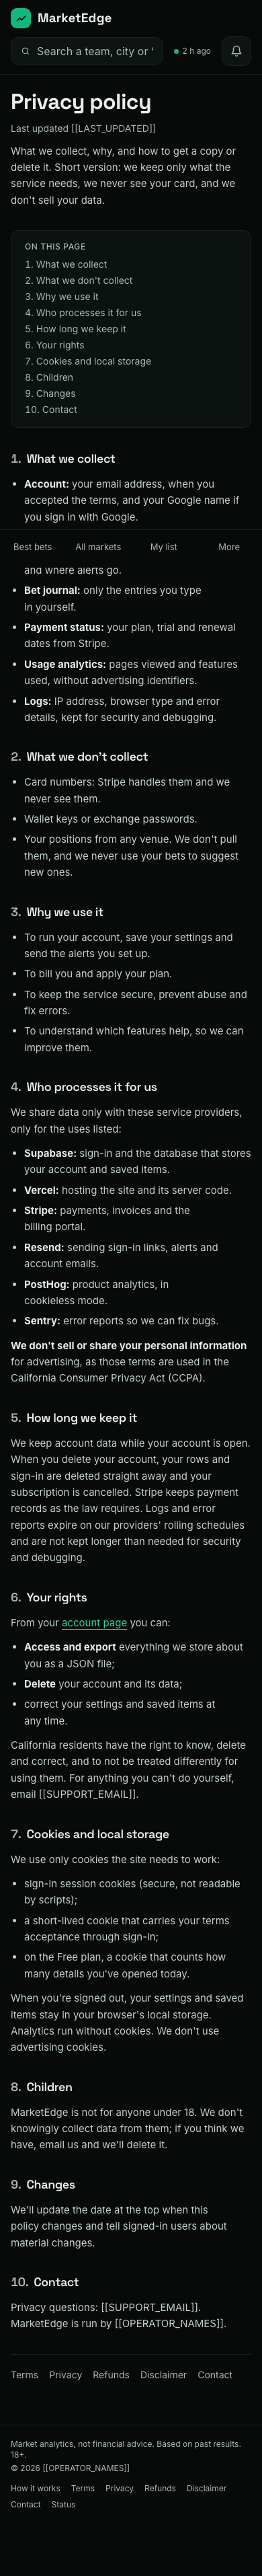 MarketEdge
Search a team, city or '
2 h ago
Privacy policy
Last updated [[LAST_UPDATED]]
What we collect, why, and how to get a copy or
delete it. Short version: we keep only what the
service needs, we never see your card, and we
don't sell your data.
ON THIS PAGE
1. What we collect
2. What we don't collect
3. Why we use it
4. Who processes it for us
5. How long we keep it
6. Your rights
7. Cookies and local storage
8. Children
9. Changes
10. Contact
1. What we collect
• Account: your email address, when you
accepted the terms, and your Google name if
you sign in with Google.
Best bets All markets My list More
and where alerts go.
• Bet journal: only the entries you type
in yourself.
• Payment status: your plan, trial and renewal
dates from Stripe.
• Usage analytics: pages viewed and features
used, without advertising identifiers.
• Logs: IP address, browser type and error
details, kept for security and debugging.
2. What we don't collect
• Card numbers: Stripe handles them and we
never see them.
• Wallet keys or exchange passwords.
• Your positions from any venue. We don't pull
them, and we never use your bets to suggest
new ones.
3. Why we use it
• To run your account, save your settings and
send the alerts you set up.
• To bill you and apply your plan.
• To keep the service secure, prevent abuse and
fix errors.
• To understand which features help, so we can
improve them.
4. Who processes it for us
We share data only with these service providers,
only for the uses listed:
• Supabase: sign-in and the database that stores
your account and saved items.
• Vercel: hosting the site and its server code.
• Stripe: payments, invoices and the
billing portal.
• Resend: sending sign-in links, alerts and
account emails.
• PostHog: product analytics, in
cookieless mode.
• Sentry: error reports so we can fix bugs.
We don't sell or share your personal information
for advertising, as those terms are used in the
California Consumer Privacy Act (CCPA).
5. How long we keep it
We keep account data while your account is open.
When you delete your account, your rows and
sign-in are deleted straight away and your
subscription is cancelled. Stripe keeps payment
records as the law requires. Logs and error
reports expire on our providers' rolling schedules
and are not kept longer than needed for security
and debugging.
6. Your rights
From your account page you can:
• Access and export everything we store about
you as a JSON file;
• Delete your account and its data;
• correct your settings and saved items at
any time.
California residents have the right to know, delete
and correct, and to not be treated differently for
using them. For anything you can't do yourself,
email [[SUPPORT_EMAIL]].
7. Cookies and local storage
We use only cookies the site needs to work:
• sign-in session cookies (secure, not readable
by scripts);
• a short-lived cookie that carries your terms
acceptance through sign-in;
• on the Free plan, a cookie that counts how
many details you've opened today.
When you're signed out, your settings and saved
items stay in your browser's local storage.
Analytics run without cookies. We don't use
advertising cookies.
8. Children
MarketEdge is not for anyone under 18. We don't
knowingly collect data from them; if you think we
have, email us and we'll delete it.
9. Changes
We'll update the date at the top when this
policy changes and tell signed-in users about
material changes.
10. Contact
Privacy questions: [[SUPPORT_EMAIL]].
MarketEdge is run by [[OPERATOR_NAMES]].
Terms Privacy Refunds Disclaimer Contact
Market analytics, not financial advice. Based on past results.
18+.
© 2026 [[OPERATOR_NAMES]]
How it works Terms Privacy Refunds Disclaimer
Contact Status